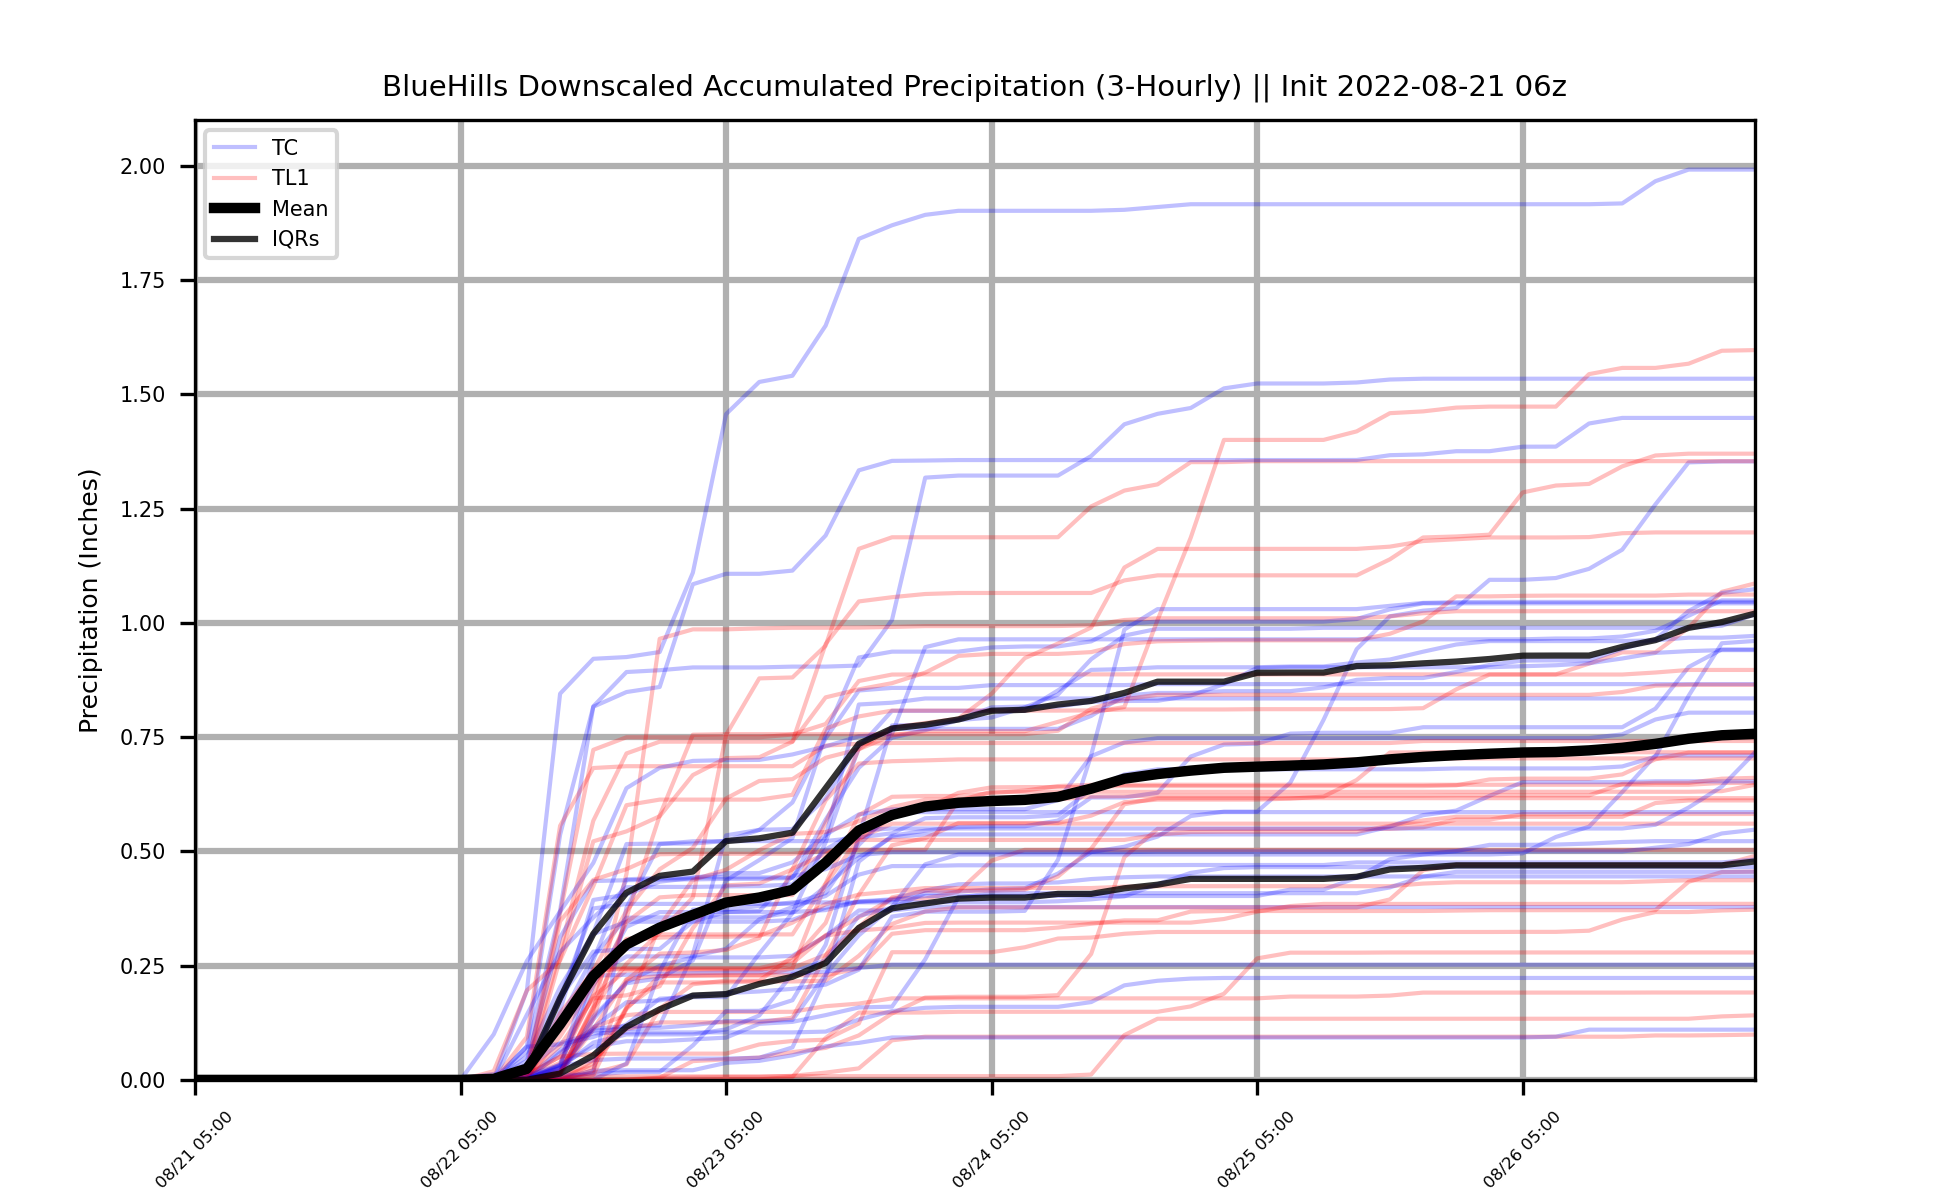 BlueHills Downscaled Accumulated Precipitation (3-Hourly) || Init 2022-08-21 06z
TC
TL1
Mean
IQRs
Precipitation (Inches)
2.00
1.75
1.50
1.25
1.00
0.75
0.50
0.25
0.00
08/21 05:00
08/22 05:00
08/23 05:00
08/24 05:00
08/25 05:00
08/26 05:00